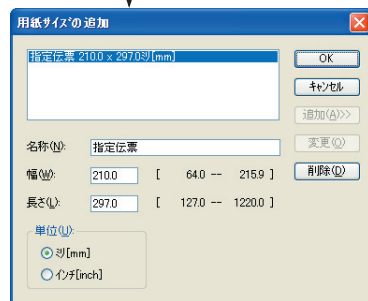 用紙ｻｲｽﾞの追加
指定伝票 210.0 x 297.0ﾐﾘ[mm]
OK
ｷｬﾝｾﾙ
追加(A)>>
変更(O)
削除(D)
名称(N): 指定伝票
幅(W): 210.0 [ 64.0 -- 215.9 ]
長さ(L): 297.0 [ 127.0 -- 1220.0 ]
単位(U)
ﾐﾘ[mm]
ｲﾝﾁ[inch]